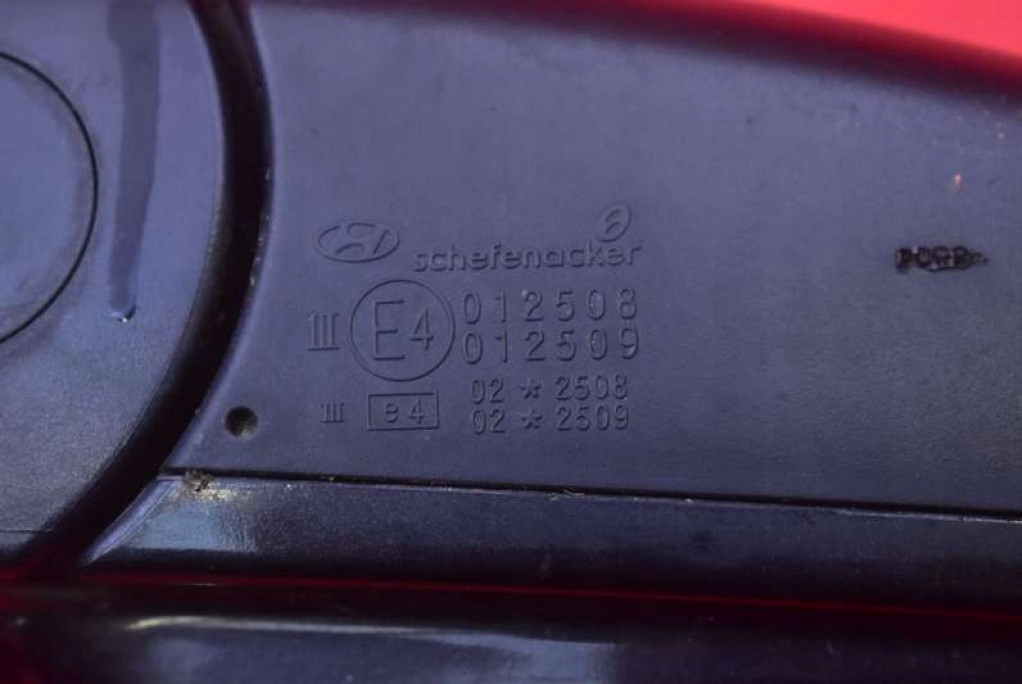 schefenacker
III E4 012508
012509
III e4 02 * 2508
02 * 2509